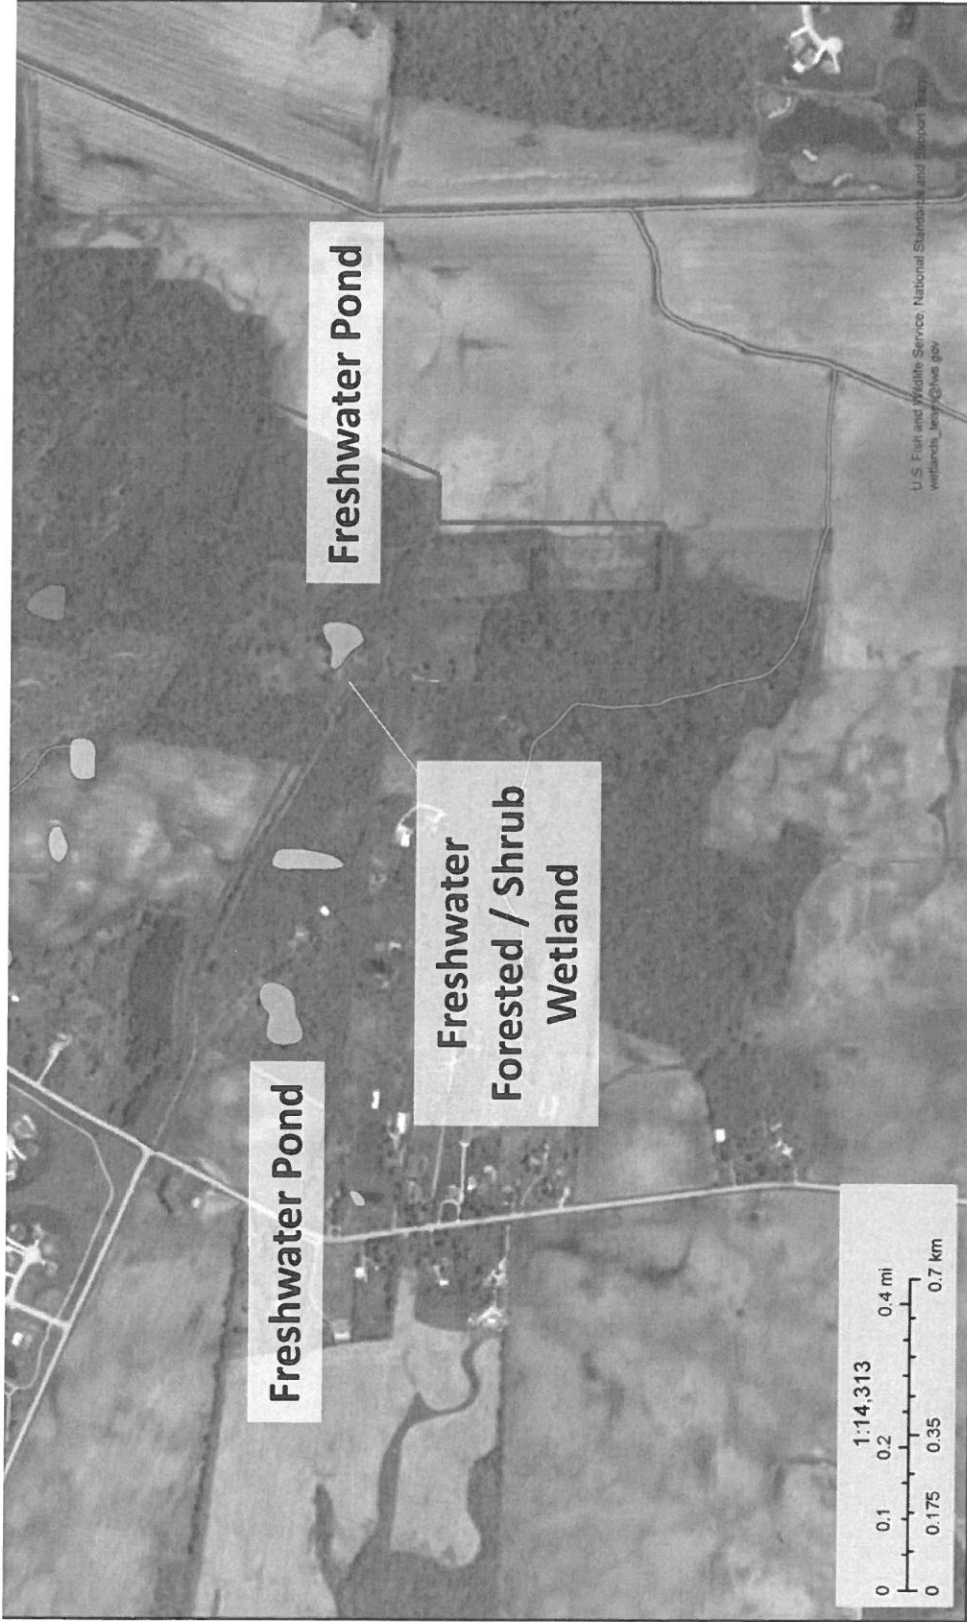 Freshwater Pond
Freshwater Pond
Freshwater
Forested / Shrub
Wetland
1:14,313
0 0.1 0.2 0.4 mi
0 0.175 0.35 0.7 km
U.S. Fish and Wildlife Service, National Standards and Support Team,
wetlands_team@fws.gov